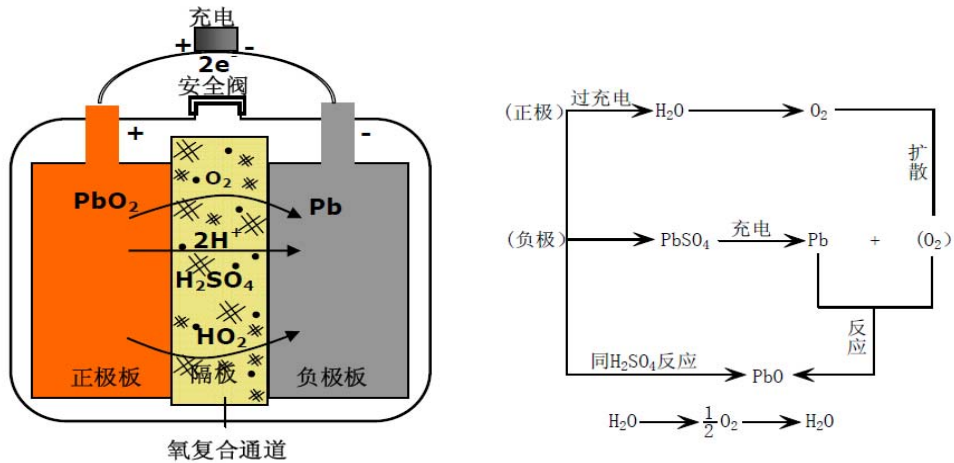 充电
+ -
2e⁻
安全阀
+ -
PbO₂
O₂
Pb
2H⁺
H₂SO₄
HO₂
正极板
隔板
负极板
氧复合通道
(正极) 过充电 H₂O O₂
扩散
(负极) PbSO₄ 充电 Pb + (O₂)
反应
同H₂SO₄反应 PbO
H₂O ½O₂ H₂O